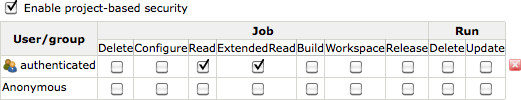 Enable project-based security
User/group Job Run
Delete Configure Read ExtendedRead Build Workspace Release Delete Update
authenticated
Anonymous